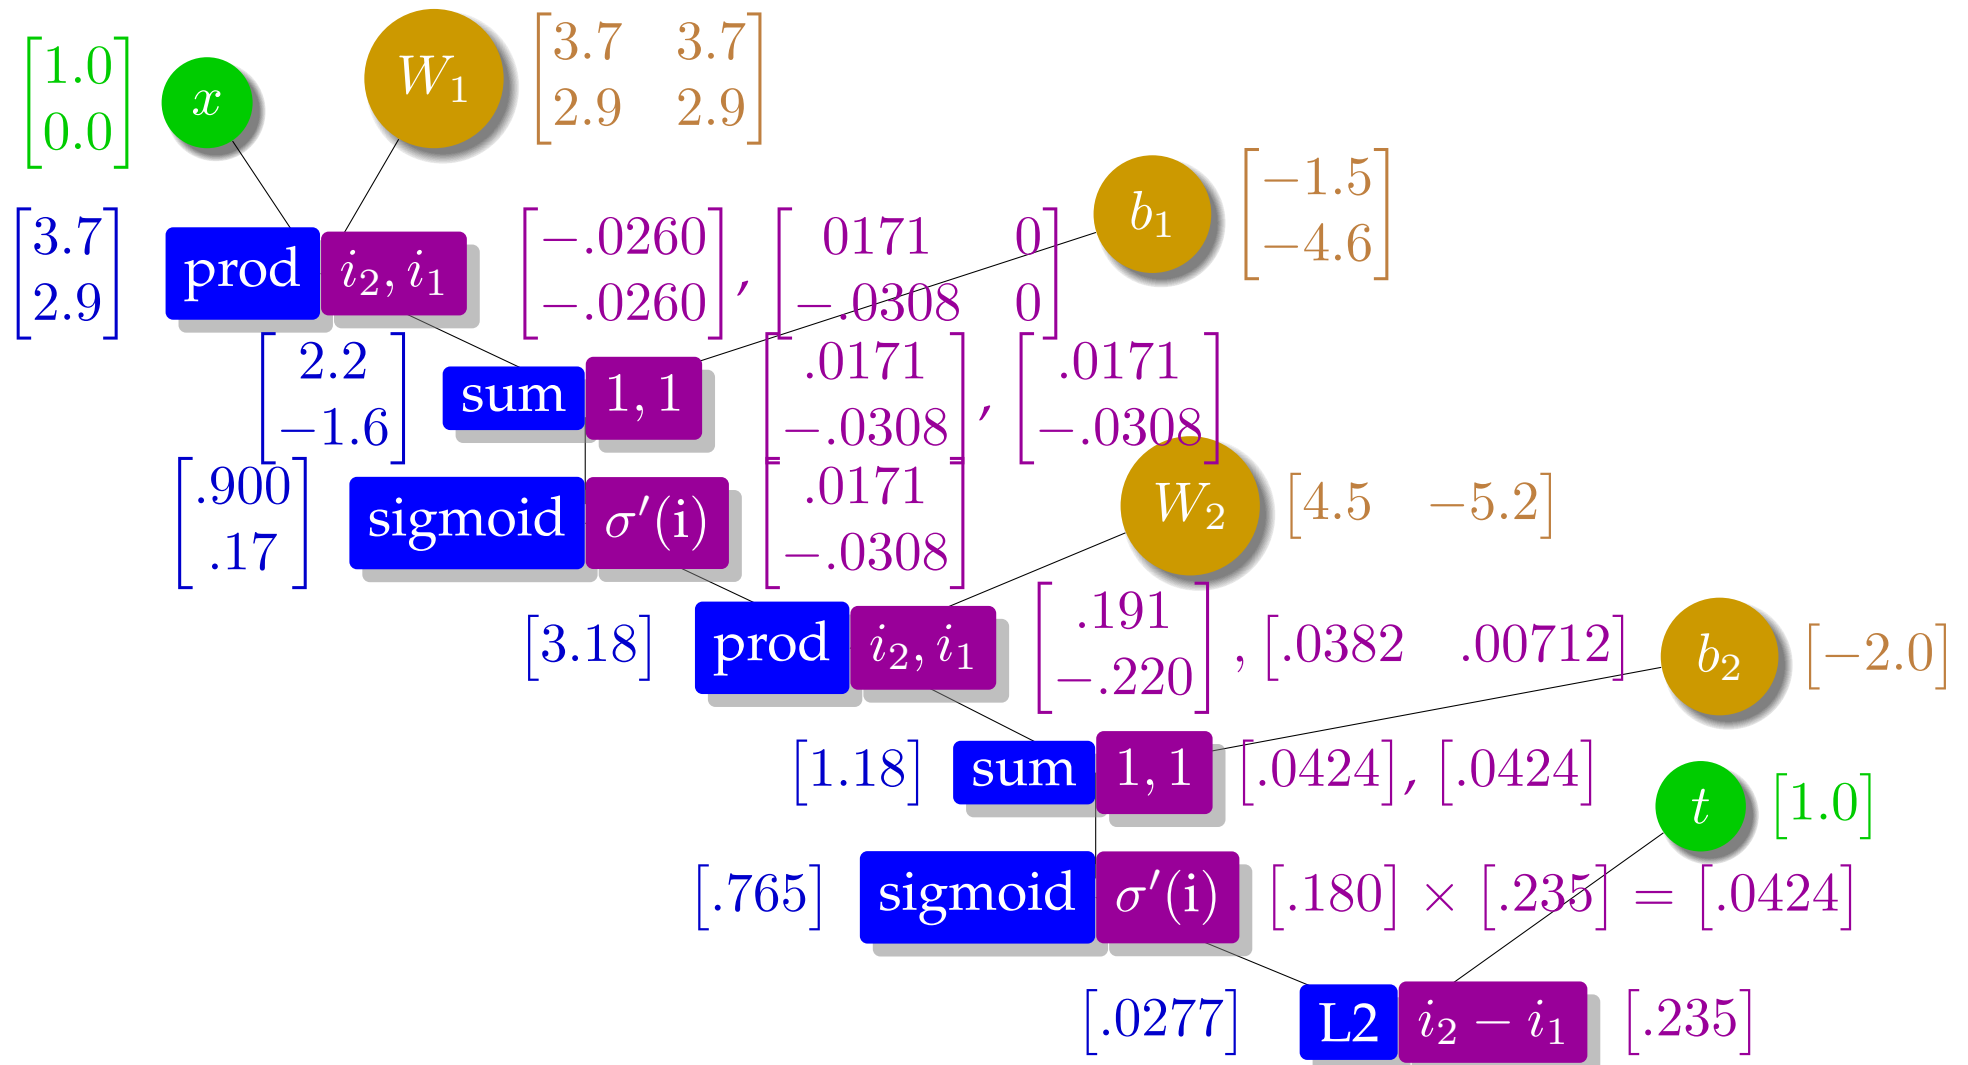 [1.0 0.0] x W₁ [3.7 3.7 2.9 2.9]
b₁ [−1.5 −4.6]
[3.7 2.9] prod i₂, i₁ [−.0260 −.0260], [0171 0 −.0308 0]
[2.2 −1.6] sum 1, 1 [.0171 −.0308], [.0171 −.0308]
[.900 .17] sigmoid σ′(i) [.0171 −.0308] W₂ [4.5 −5.2]
[3.18] prod i₂, i₁ [.191 −.220], [.0382 .00712] b₂ [−2.0]
[1.18] sum 1, 1 [.0424], [.0424] t [1.0]
[.765] sigmoid σ′(i) [.180] × [.235] = [.0424]
[.0277] L2 i₂ − i₁ [.235]